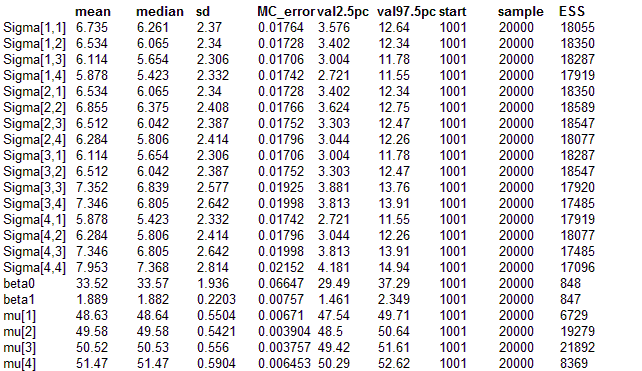 mean median sd MC_error val2.5pc val97.5pc start sample ESS
Sigma[1,1] 6.735 6.261 2.37 0.01764 3.576 12.64 1001 20000 18055
Sigma[1,2] 6.534 6.065 2.34 0.01728 3.402 12.34 1001 20000 18350
Sigma[1,3] 6.114 5.654 2.306 0.01706 3.004 11.78 1001 20000 18287
Sigma[1,4] 5.878 5.423 2.332 0.01742 2.721 11.55 1001 20000 17919
Sigma[2,1] 6.534 6.065 2.34 0.01728 3.402 12.34 1001 20000 18350
Sigma[2,2] 6.855 6.375 2.408 0.01766 3.624 12.75 1001 20000 18589
Sigma[2,3] 6.512 6.042 2.387 0.01752 3.303 12.47 1001 20000 18547
Sigma[2,4] 6.284 5.806 2.414 0.01796 3.044 12.26 1001 20000 18077
Sigma[3,1] 6.114 5.654 2.306 0.01706 3.004 11.78 1001 20000 18287
Sigma[3,2] 6.512 6.042 2.387 0.01752 3.303 12.47 1001 20000 18547
Sigma[3,3] 7.352 6.839 2.577 0.01925 3.881 13.76 1001 20000 17920
Sigma[3,4] 7.346 6.805 2.642 0.01998 3.813 13.91 1001 20000 17485
Sigma[4,1] 5.878 5.423 2.332 0.01742 2.721 11.55 1001 20000 17919
Sigma[4,2] 6.284 5.806 2.414 0.01796 3.044 12.26 1001 20000 18077
Sigma[4,3] 7.346 6.805 2.642 0.01998 3.813 13.91 1001 20000 17485
Sigma[4,4] 7.953 7.368 2.814 0.02152 4.181 14.94 1001 20000 17096
beta0 33.52 33.57 1.936 0.06647 29.49 37.29 1001 20000 848
beta1 1.889 1.882 0.2203 0.00757 1.461 2.349 1001 20000 847
mu[1] 48.63 48.64 0.5504 0.00671 47.54 49.71 1001 20000 6729
mu[2] 49.58 49.58 0.5421 0.003904 48.5 50.64 1001 20000 19279
mu[3] 50.52 50.53 0.556 0.003757 49.42 51.61 1001 20000 21892
mu[4] 51.47 51.47 0.5904 0.006453 50.29 52.62 1001 20000 8369